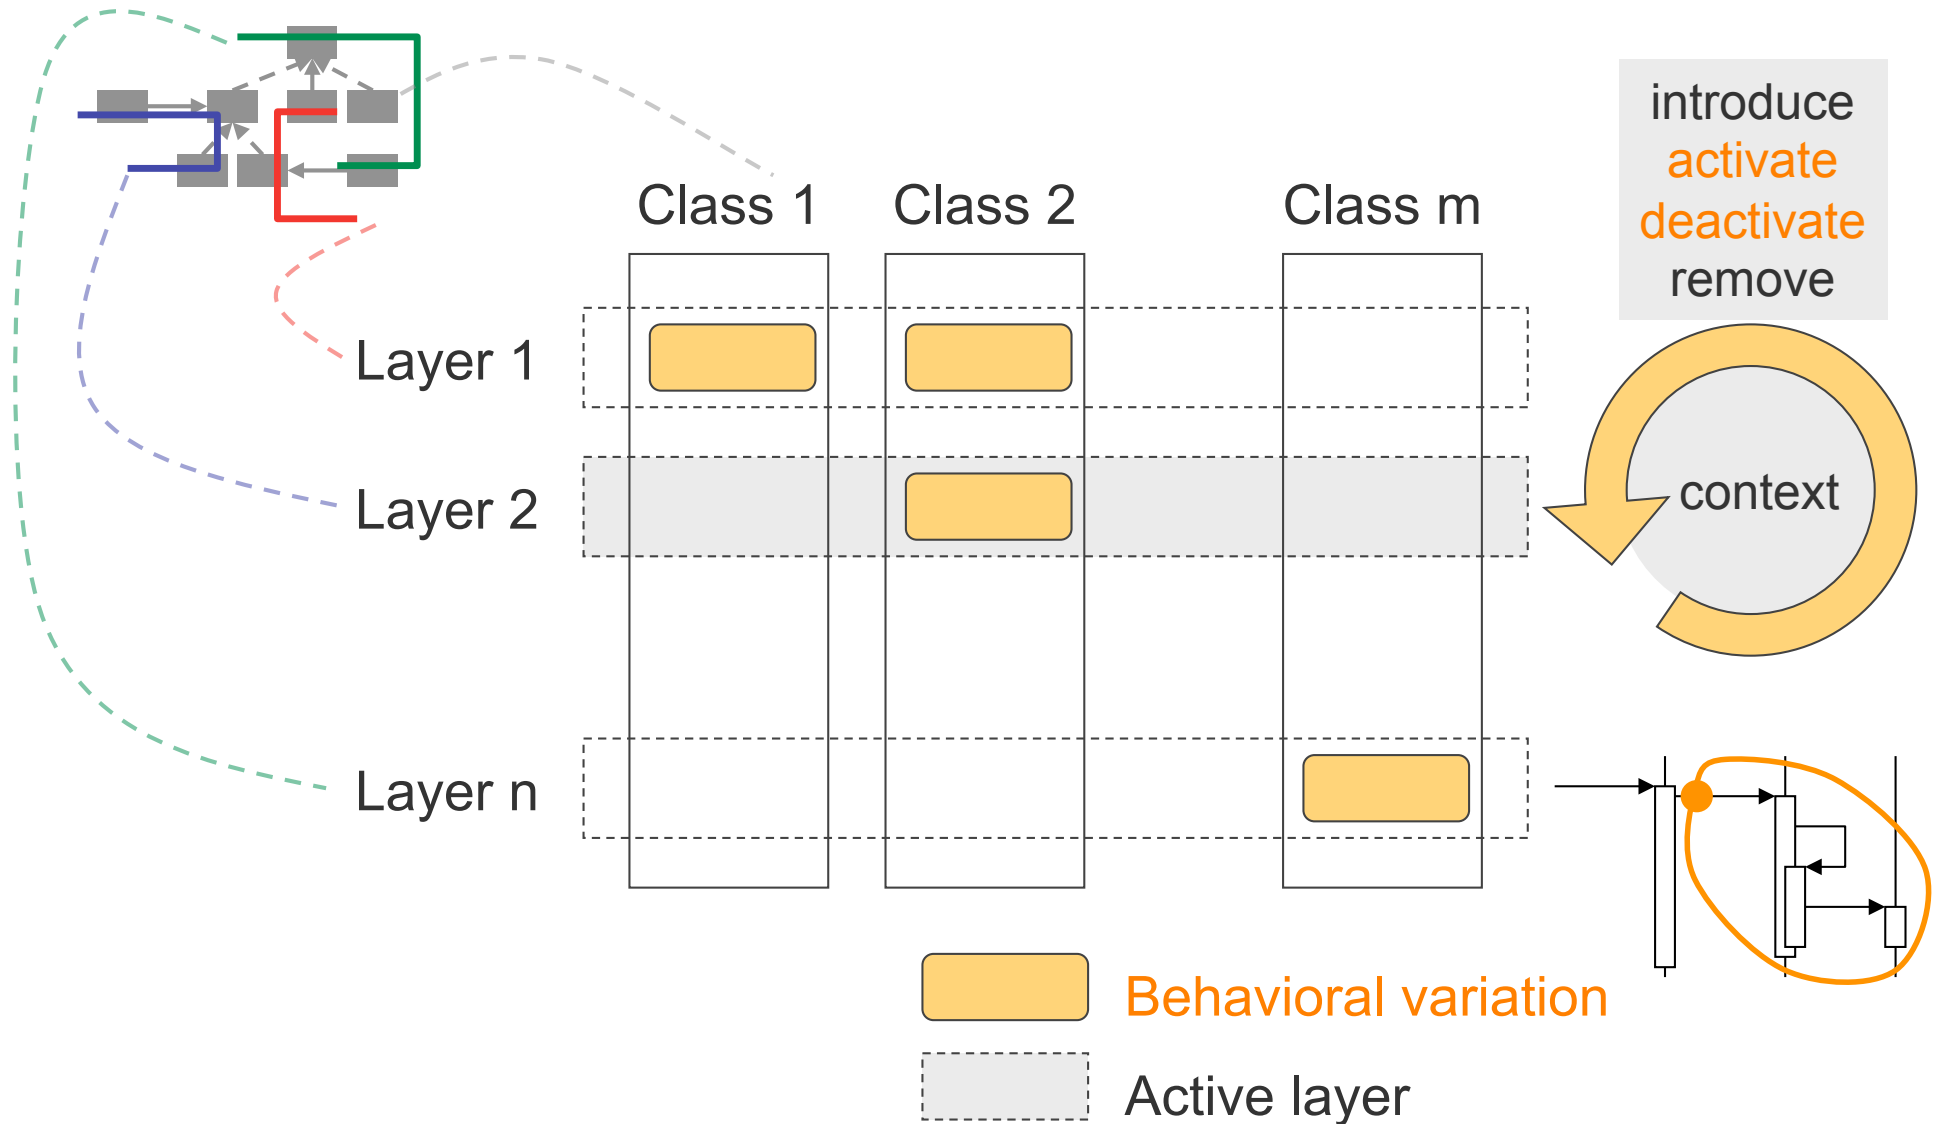 introduce
activate
deactivate
remove
Class 1
Class 2
Class m
Layer 1
Layer 2
context
Layer n
Behavioral variation
Active layer